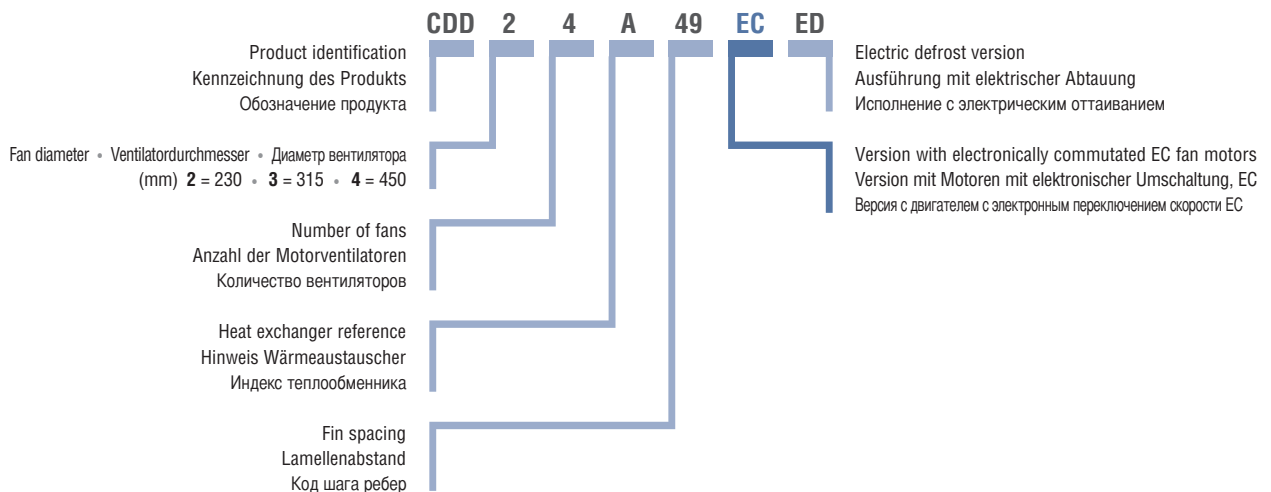 CDD 2 4 A 49 EC ED
Product identification
Kennzeichnung des Produkts
Обозначение продукта
Fan diameter • Ventilatordurchmesser • Диаметр вентилятора
(mm) 2 = 230 • 3 = 315 • 4 = 450
Number of fans
Anzahl der Motorventilatoren
Количество вентиляторов
Heat exchanger reference
Hinweis Wärmeaustauscher
Индекс теплообменника
Fin spacing
Lamellenabstand
Код шага ребер
Electric defrost version
Ausführung mit elektrischer Abtauung
Исполнение с электрическим оттаиванием
Version with electronically commutated EC fan motors
Version mit Motoren mit elektronischer Umschaltung, EC
Версия с двигателем с электронным переключением скорости EC